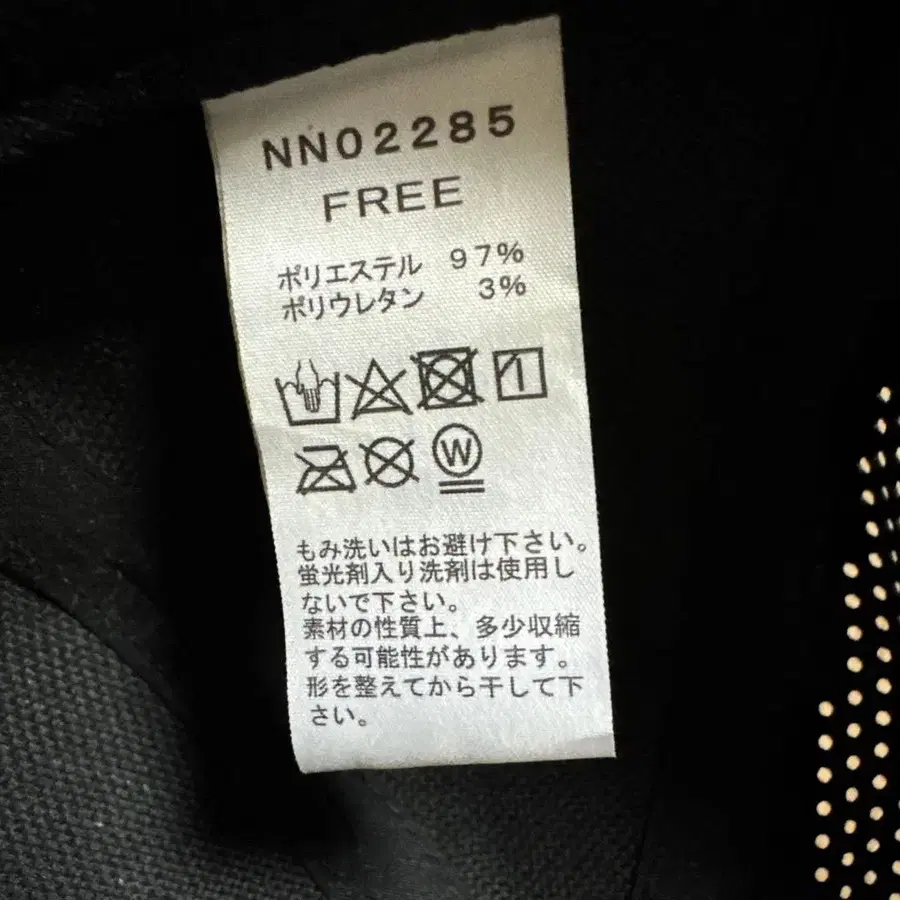 NN02285
FREE
ポリエステル 97%
ポリウレタン 3%
W
もみ洗いはお避け下さい。
蛍光剤入り洗剤は使用し
ないで下さい。
素材の性質上、多少収縮
する可能性があります。
形を整えてから干して下
さい。